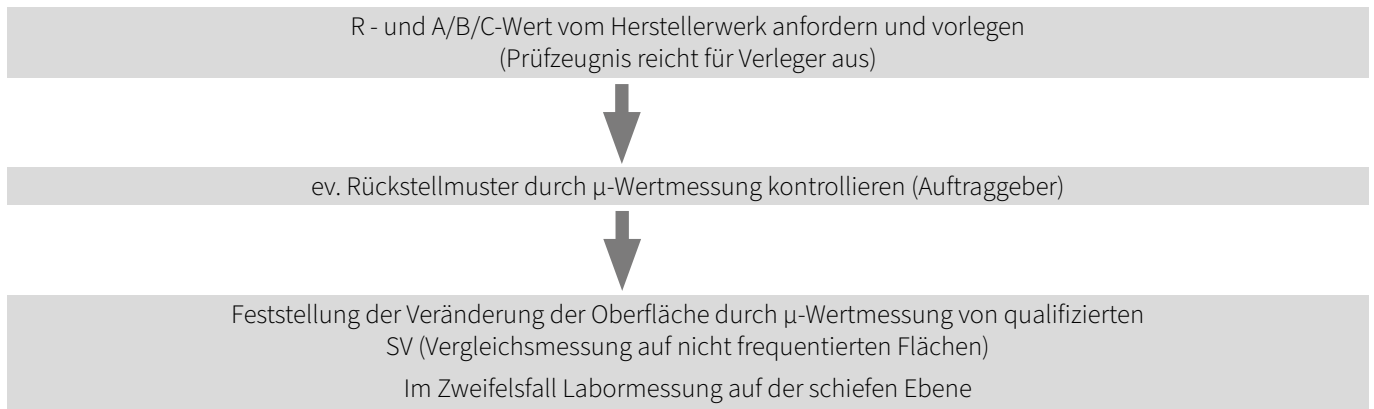 R - und A/B/C-Wert vom Herstellerwerk anfordern und vorlegen
(Prüfzeugnis reicht für Verleger aus)
ev. Rückstellmuster durch µ-Wertmessung kontrollieren (Auftraggeber)
Feststellung der Veränderung der Oberfläche durch µ-Wertmessung von qualifizierten
SV (Vergleichsmessung auf nicht frequentierten Flächen)
Im Zweifelsfall Labormessung auf der schiefen Ebene